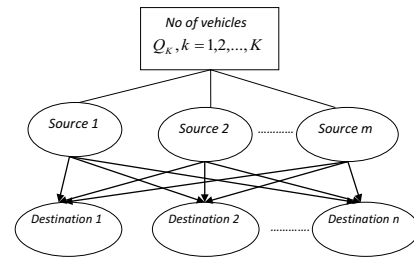 No of vehicles
Q_K, k = 1,2,..., K
Source 1 Source 2 ........... Source m
Destination 1 Destination 2 ........... Destination n